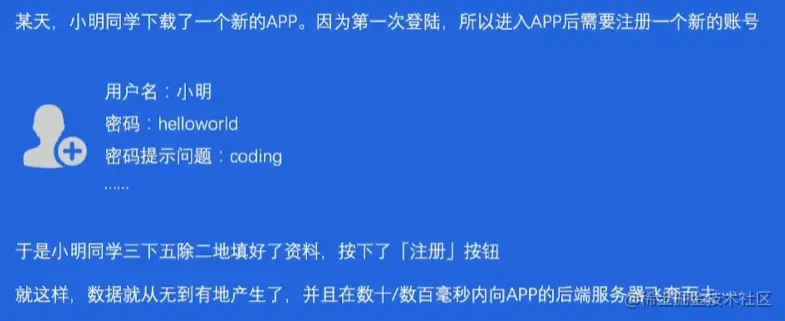 某天，小明同学下载了一个新的APP。因为第一次登陆，所以进入APP后需要注册一个新的账号
用户名：小明
密码：helloworld
密码提示问题：coding
……
于是小明同学三下五除二地填好了资料，按下了「注册」按钮
就这样，数据就从无到有地产生了，并且在数十/数百毫秒内向APP的后端服务器飞奔而去……
@稀土掘金技术社区